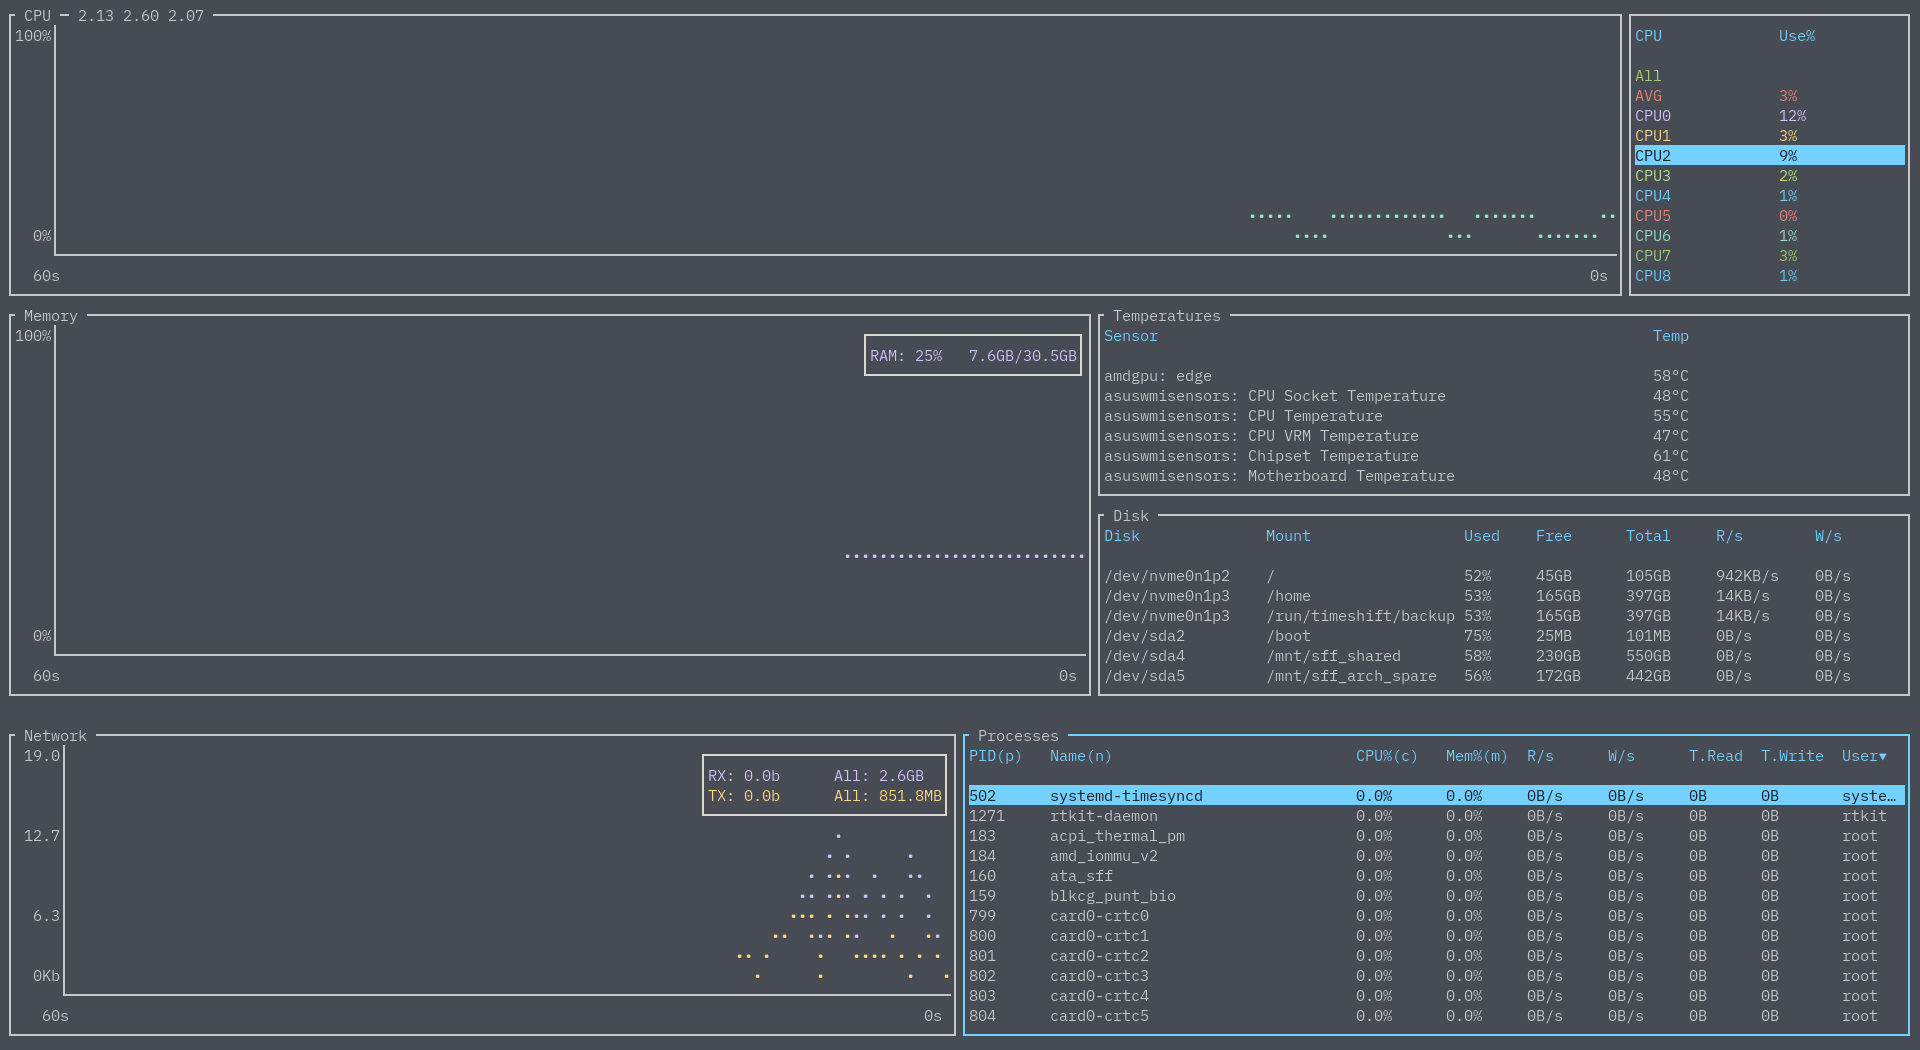 CPU — 2.13 2.60 2.07
100%
0%
60s 0s
CPU Use%
All
AVG 3%
CPU0 12%
CPU1 3%
CPU2 9%
CPU3 2%
CPU4 1%
CPU5 0%
CPU6 1%
CPU7 3%
CPU8 1%
Memory
100%
RAM: 25% 7.6GB/30.5GB
0%
60s 0s
Temperatures
Sensor Temp
amdgpu: edge 58°C
asuswmisensors: CPU Socket Temperature 48°C
asuswmisensors: CPU Temperature 55°C
asuswmisensors: CPU VRM Temperature 47°C
asuswmisensors: Chipset Temperature 61°C
asuswmisensors: Motherboard Temperature 48°C
Disk
Disk Mount Used Free Total R/s W/s
/dev/nvme0n1p2 / 52% 45GB 105GB 942KB/s 0B/s
/dev/nvme0n1p3 /home 53% 165GB 397GB 14KB/s 0B/s
/dev/nvme0n1p3 /run/timeshift/backup 53% 165GB 397GB 14KB/s 0B/s
/dev/sda2 /boot 75% 25MB 101MB 0B/s 0B/s
/dev/sda4 /mnt/sff_shared 58% 230GB 550GB 0B/s 0B/s
/dev/sda5 /mnt/sff_arch_spare 56% 172GB 442GB 0B/s 0B/s
Network
19.0
RX: 0.0b All: 2.6GB
TX: 0.0b All: 851.8MB
12.7
6.3
0Kb
60s 0s
Processes
PID(p) Name(n) CPU%(c) Mem%(m) R/s W/s T.Read T.Write User▼
502 systemd-timesyncd 0.0% 0.0% 0B/s 0B/s 0B 0B syste…
1271 rtkit-daemon 0.0% 0.0% 0B/s 0B/s 0B 0B rtkit
183 acpi_thermal_pm 0.0% 0.0% 0B/s 0B/s 0B 0B root
184 amd_iommu_v2 0.0% 0.0% 0B/s 0B/s 0B 0B root
160 ata_sff 0.0% 0.0% 0B/s 0B/s 0B 0B root
159 blkcg_punt_bio 0.0% 0.0% 0B/s 0B/s 0B 0B root
799 card0-crtc0 0.0% 0.0% 0B/s 0B/s 0B 0B root
800 card0-crtc1 0.0% 0.0% 0B/s 0B/s 0B 0B root
801 card0-crtc2 0.0% 0.0% 0B/s 0B/s 0B 0B root
802 card0-crtc3 0.0% 0.0% 0B/s 0B/s 0B 0B root
803 card0-crtc4 0.0% 0.0% 0B/s 0B/s 0B 0B root
804 card0-crtc5 0.0% 0.0% 0B/s 0B/s 0B 0B root